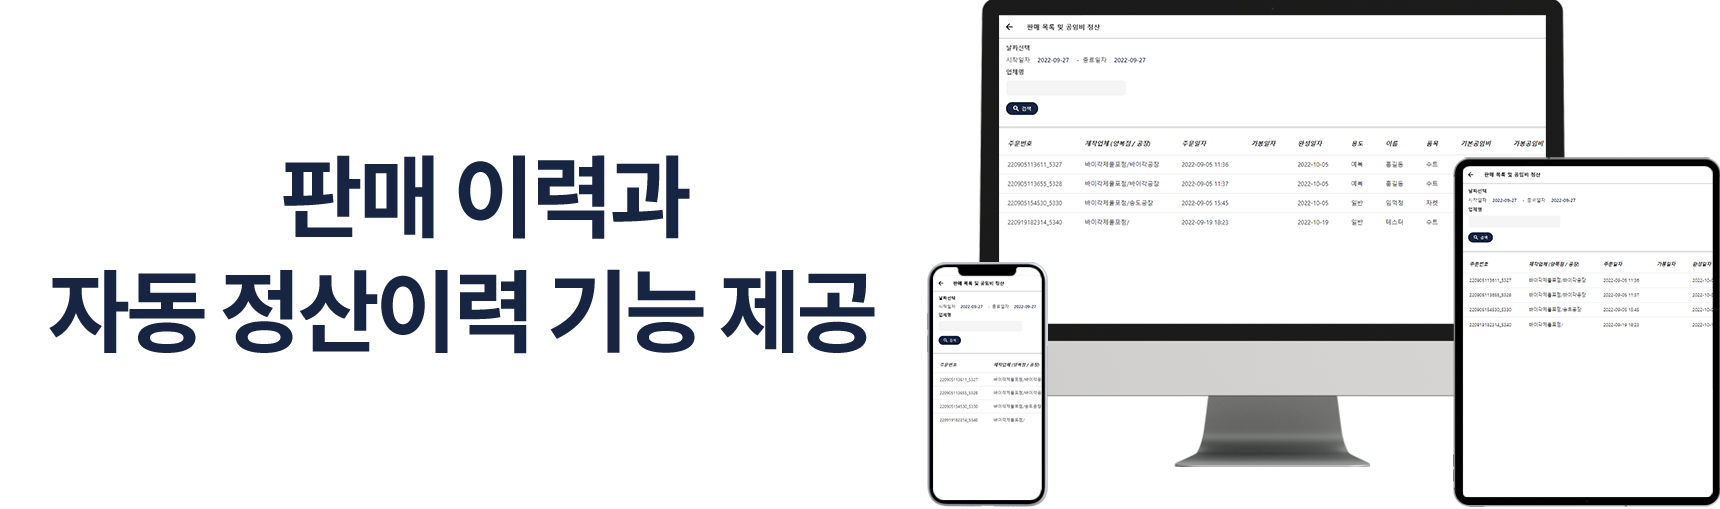 판매 이력과
자동 정산이력 기능 제공
판매 목록 및 공임비 정산
날짜선택
시작일자 2022-09-27 - 종료일자 2022-09-27
업체명
검색
주문번호 제작업체 (양복점 / 공장) 주문일자 가봉일자 완성일자 용도 이름 품목 기본공임비 가봉공임비
220905113611_5327 바이각제물포점/바이각공장 2022-09-05 11:36 2022-10-05 예복 홍길동 수트
220905113655_5328 바이각제물포점/바이각공장 2022-09-05 11:37 2022-10-05 예복 홍길동 수트
220905154530_5330 바이각제물포점/송도공장 2022-09-05 15:45 2022-10-05 일반 임꺽정 자켓
220919182314_5340 바이각제물포점/ 2022-09-19 18:23 2022-10-19 일반 테스터 수트
판매 목록 및 공임비 정산
날짜선택
시작일자 2022-09-27 - 종료일자 2022-09-27
업체명
검색
주문번호 제작업체 (양복점 / 공장)
220905113611_5327 바이각제물포점/바이각공
220905113655_5328 바이각제물포점/바이각공
220905154530_5330 바이각제물포점/송도공장
220919182314_5340 바이각제물포점/
판매 목록 및 공임비 정산
날짜선택
시작일자 2022-09-27 - 종료일자 2022-09-27
업체명
검색
주문번호 제작업체 (양복점 / 공장) 주문일자 가봉일자 완성일자
220905113611_5327 바이각제물포점/바이각공장 2022-09-05 11:36 2022-10-0
220905113655_5328 바이각제물포점/바이각공장 2022-09-05 11:37 2022-10-0
220905154530_5330 바이각제물포점/송도공장 2022-09-05 15:45 2022-10-0
220919182314_5340 바이각제물포점/ 2022-09-19 18:23 2022-10-1